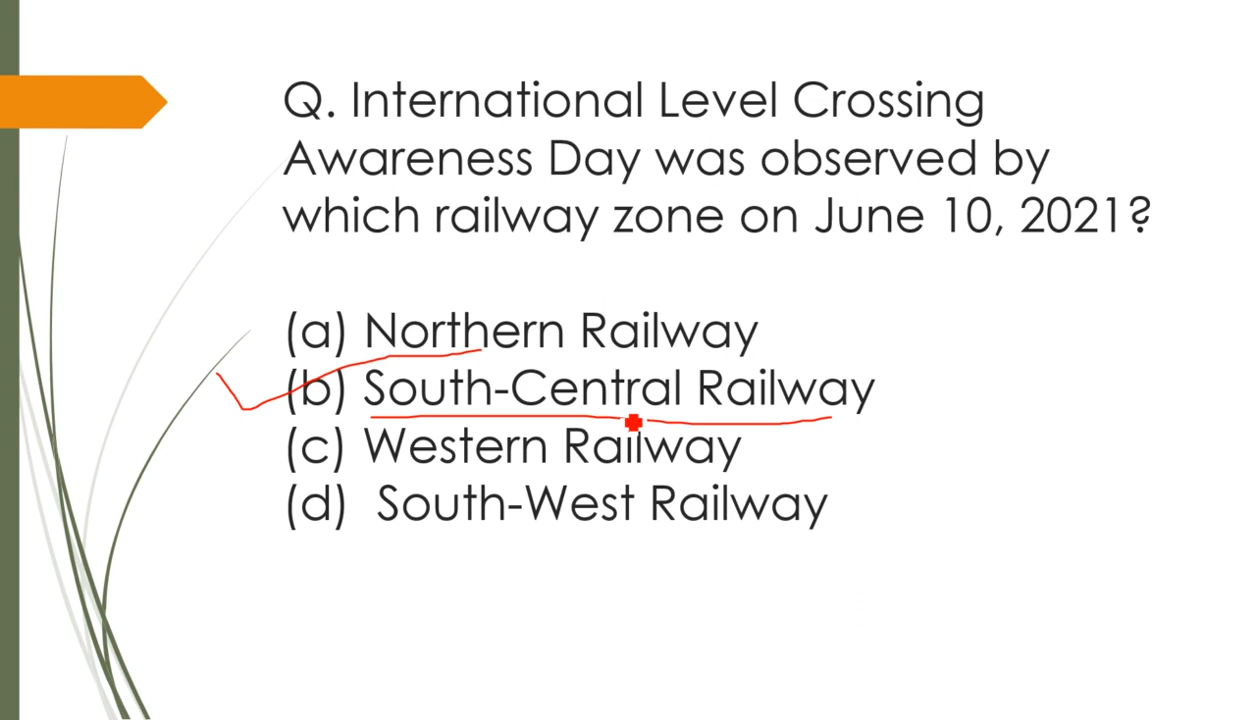 Q. International Level Crossing
Awareness Day was observed by
which railway zone on June 10, 2021?
(a) Northern Railway
(b) South-Central Railway
(c) Western Railway
(d) South-West Railway